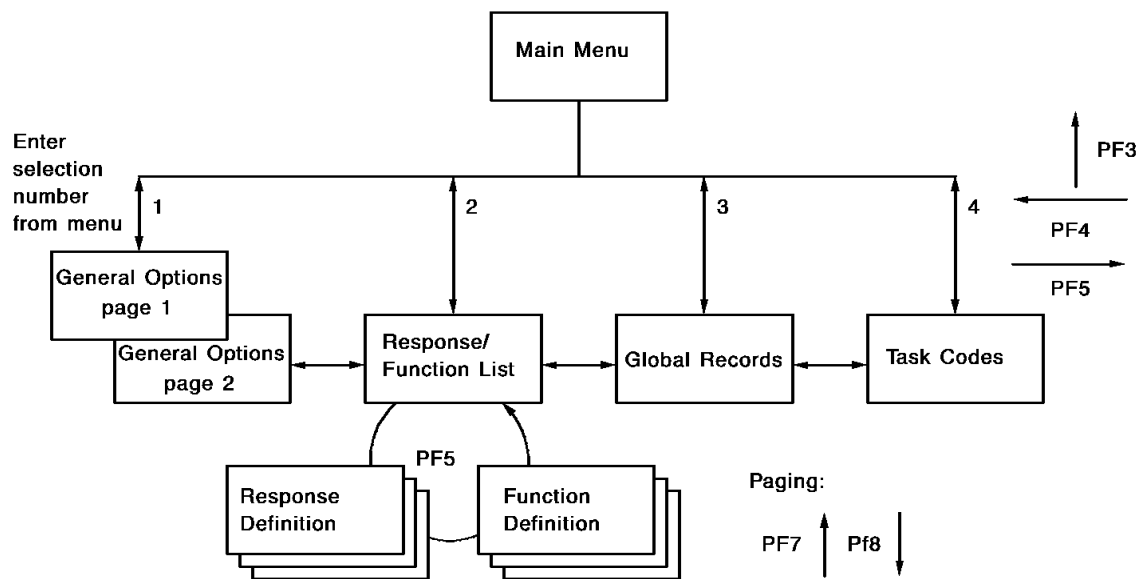 Main Menu
Enter
selection
number
from menu
1
2
3
4
PF3
PF4
PF5
General Options
page 1
General Options
page 2
Response/
Function List
Global Records
Task Codes
PF5
Response
Definition
Function
Definition
Paging:
PF7
Pf8